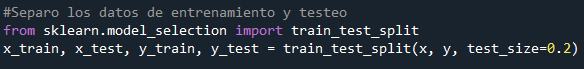 #Separo los datos de entrenamiento y testeo
from sklearn.model_selection import train_test_split
x_train, x_test, y_train, y_test = train_test_split(x, y, test_size=0.2)